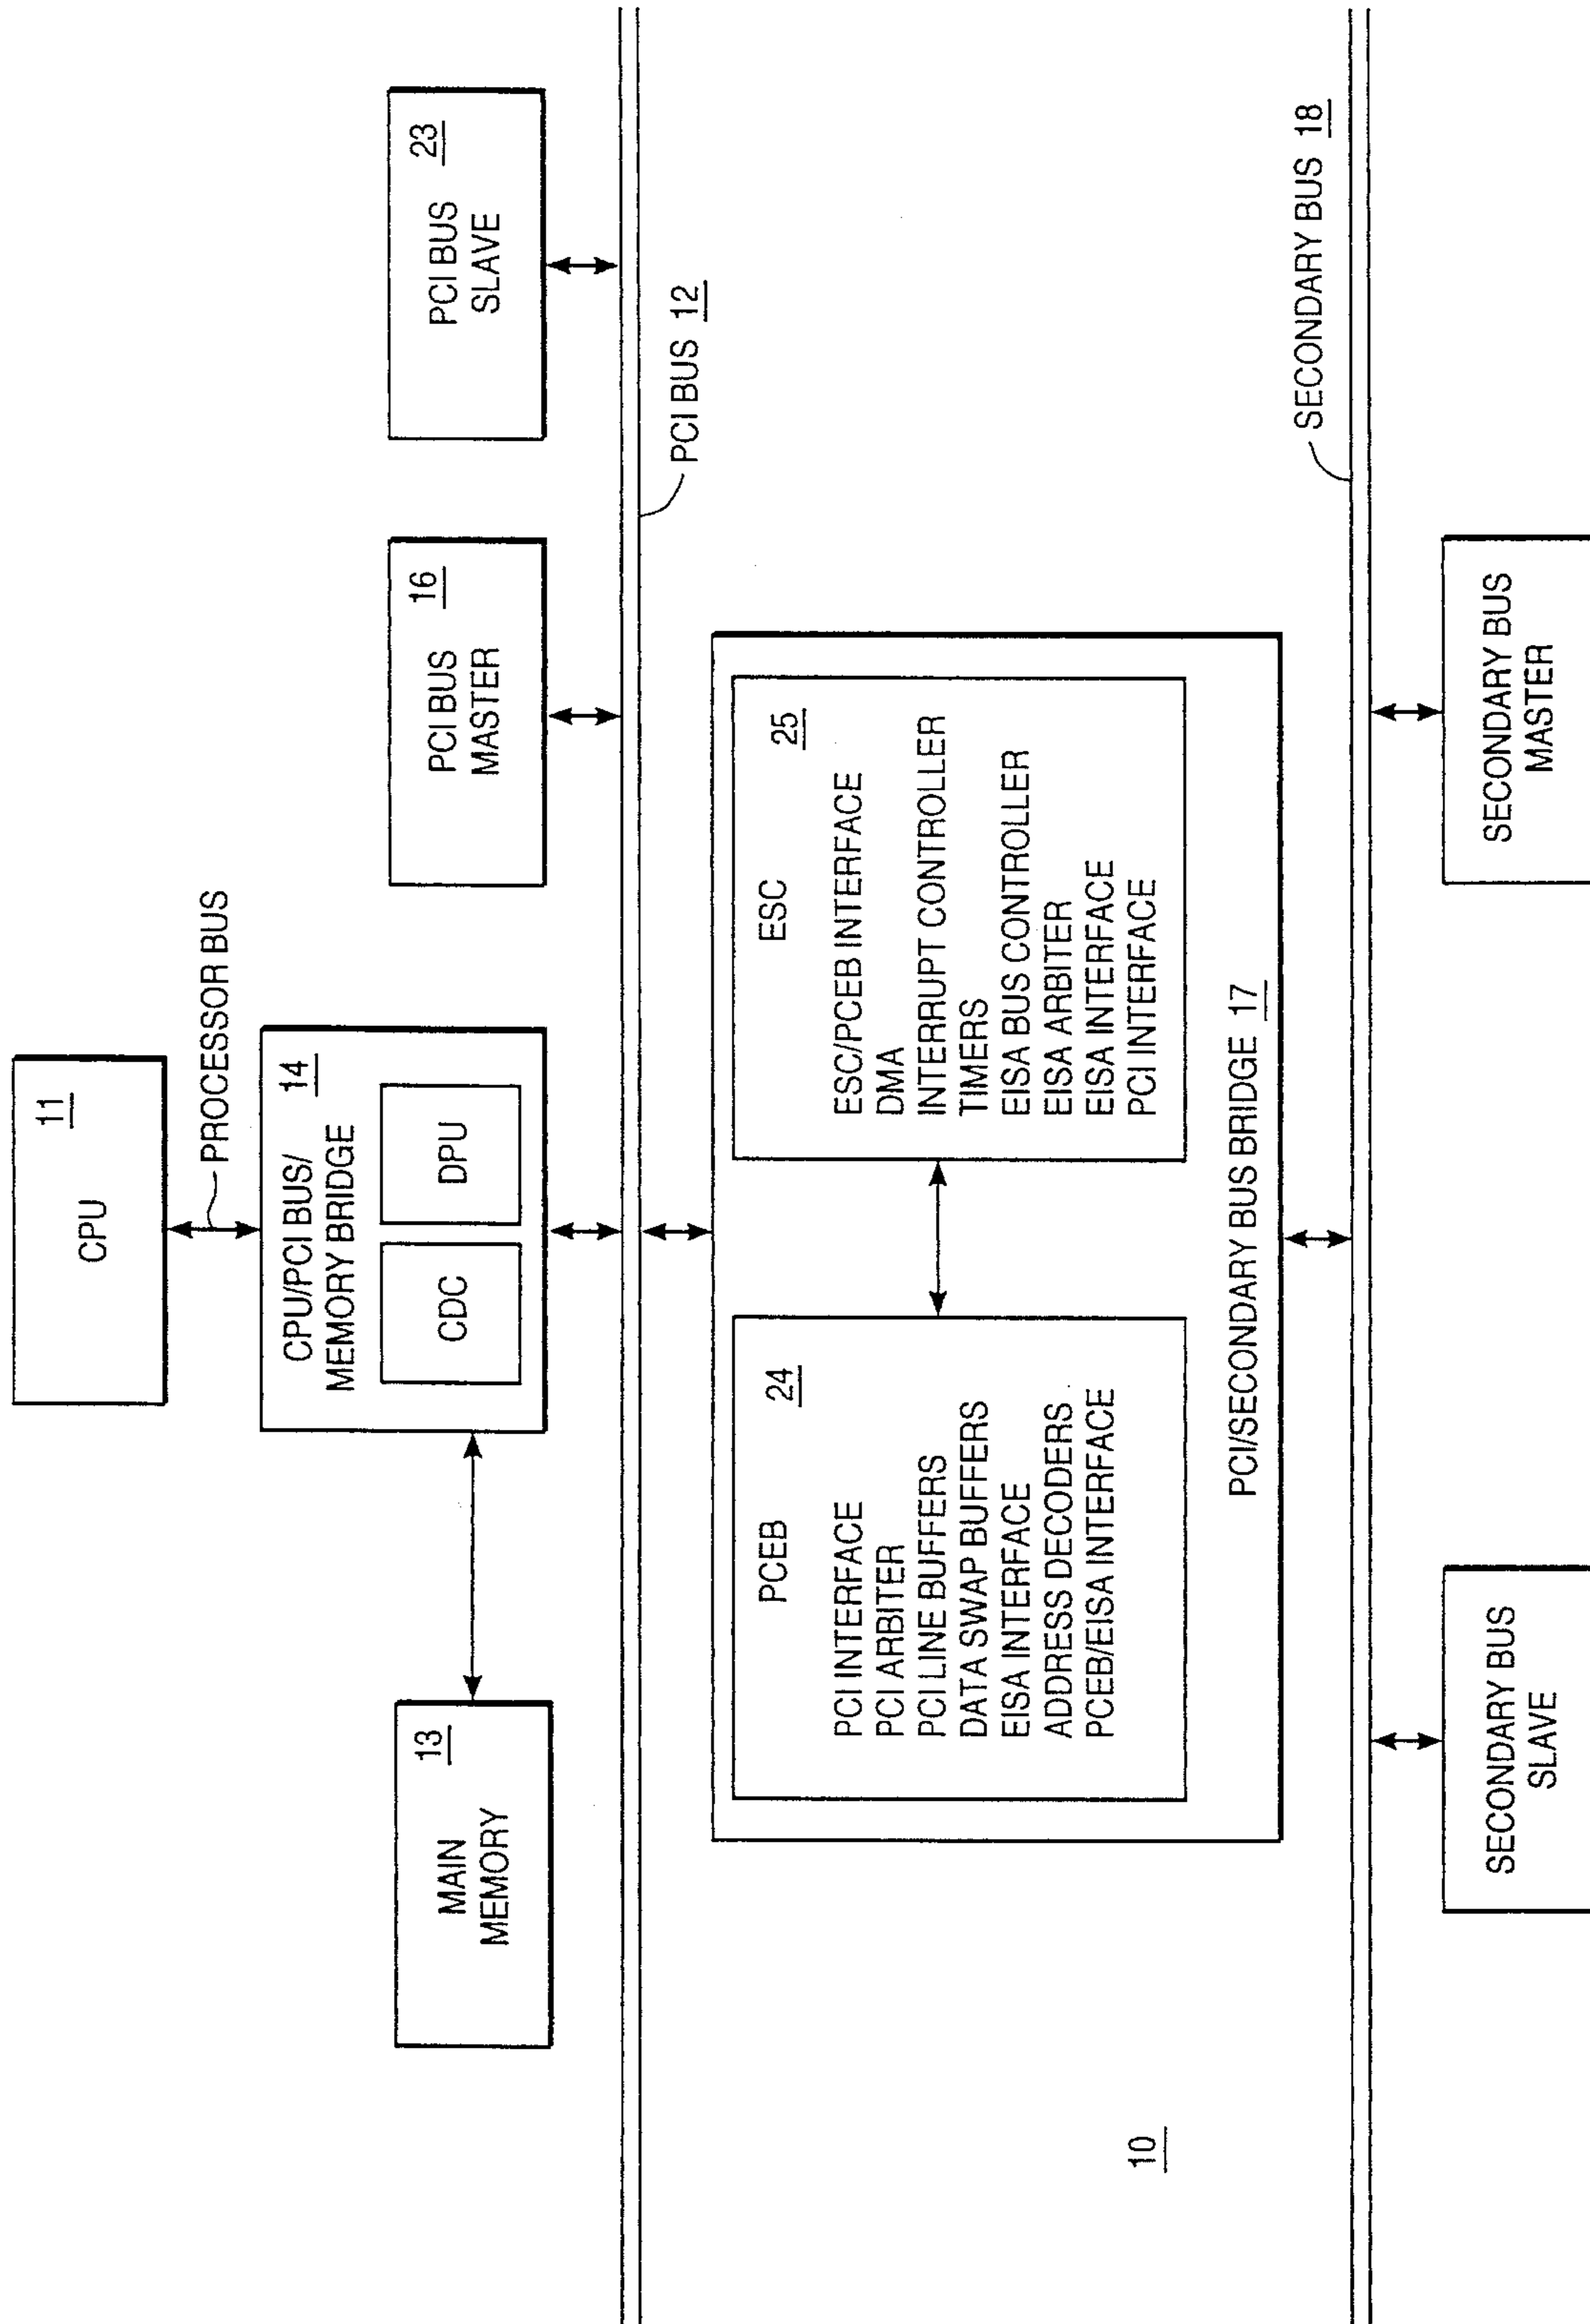 CPU
11
PROCESSOR BUS
CPU/PCI BUS/
MEMORY BRIDGE
14
CDC
DPU
MAIN
MEMORY
13
PCI BUS
MASTER
16
PCI BUS
SLAVE
23
PCI BUS 12
PCEB
24
PCI INTERFACE
PCI ARBITER
PCI LINE BUFFERS
DATA SWAP BUFFERS
EISA INTERFACE
ADDRESS DECODERS
PCEB/EISA INTERFACE
ESC
25
ESC/PCEB INTERFACE
DMA
INTERRUPT CONTROLLER
TIMERS
EISA BUS CONTROLLER
EISA ARBITER
EISA INTERFACE
PCI INTERFACE
PCI/SECONDARY BUS BRIDGE 17
10
SECONDARY BUS 18
SECONDARY BUS
SLAVE
SECONDARY BUS
MASTER